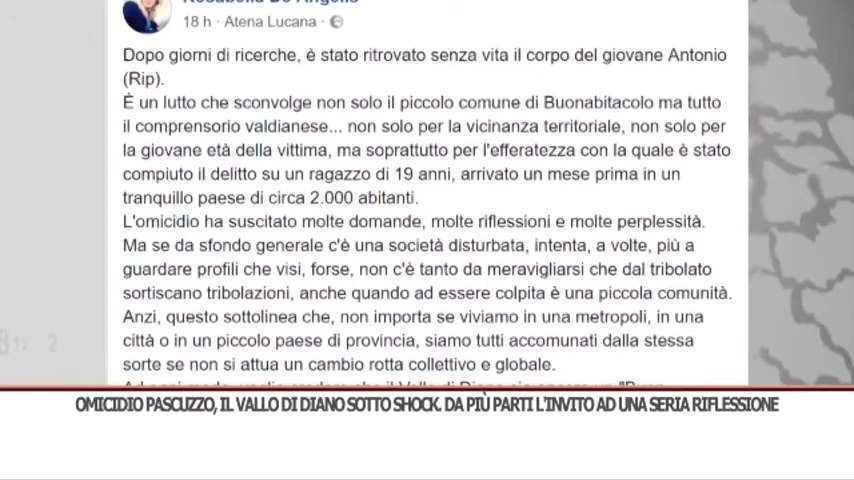 18 h · Atena Lucana ·
Dopo giorni di ricerche, è stato ritrovato senza vita il corpo del giovane Antonio
(Rip).
È un lutto che sconvolge non solo il piccolo comune di Buonabitacolo ma tutto
il comprensorio valdianese... non solo per la vicinanza territoriale, non solo per
la giovane età della vittima, ma soprattutto per l'efferatezza con la quale è stato
compiuto il delitto su un ragazzo di 19 anni, arrivato un mese prima in un
tranquillo paese di circa 2.000 abitanti.
L'omicidio ha suscitato molte domande, molte riflessioni e molte perplessità.
Ma se da sfondo generale c'è una società disturbata, intenta, a volte, più a
guardare profili che visi, forse, non c'è tanto da meravigliarsi che dal tribolato
sortiscano tribolazioni, anche quando ad essere colpita è una piccola comunità.
Anzi, questo sottolinea che, non importa se viviamo in una metropoli, in una
città o in un piccolo paese di provincia, siamo tutti accomunati dalla stessa
sorte se non si attua un cambio rotta collettivo e globale.
OMICIDIO PASCUZZO, IL VALLO DI DIANO SOTTO SHOCK. DA PIÙ PARTI L'INVITO AD UNA SERIA RIFLESSIONE